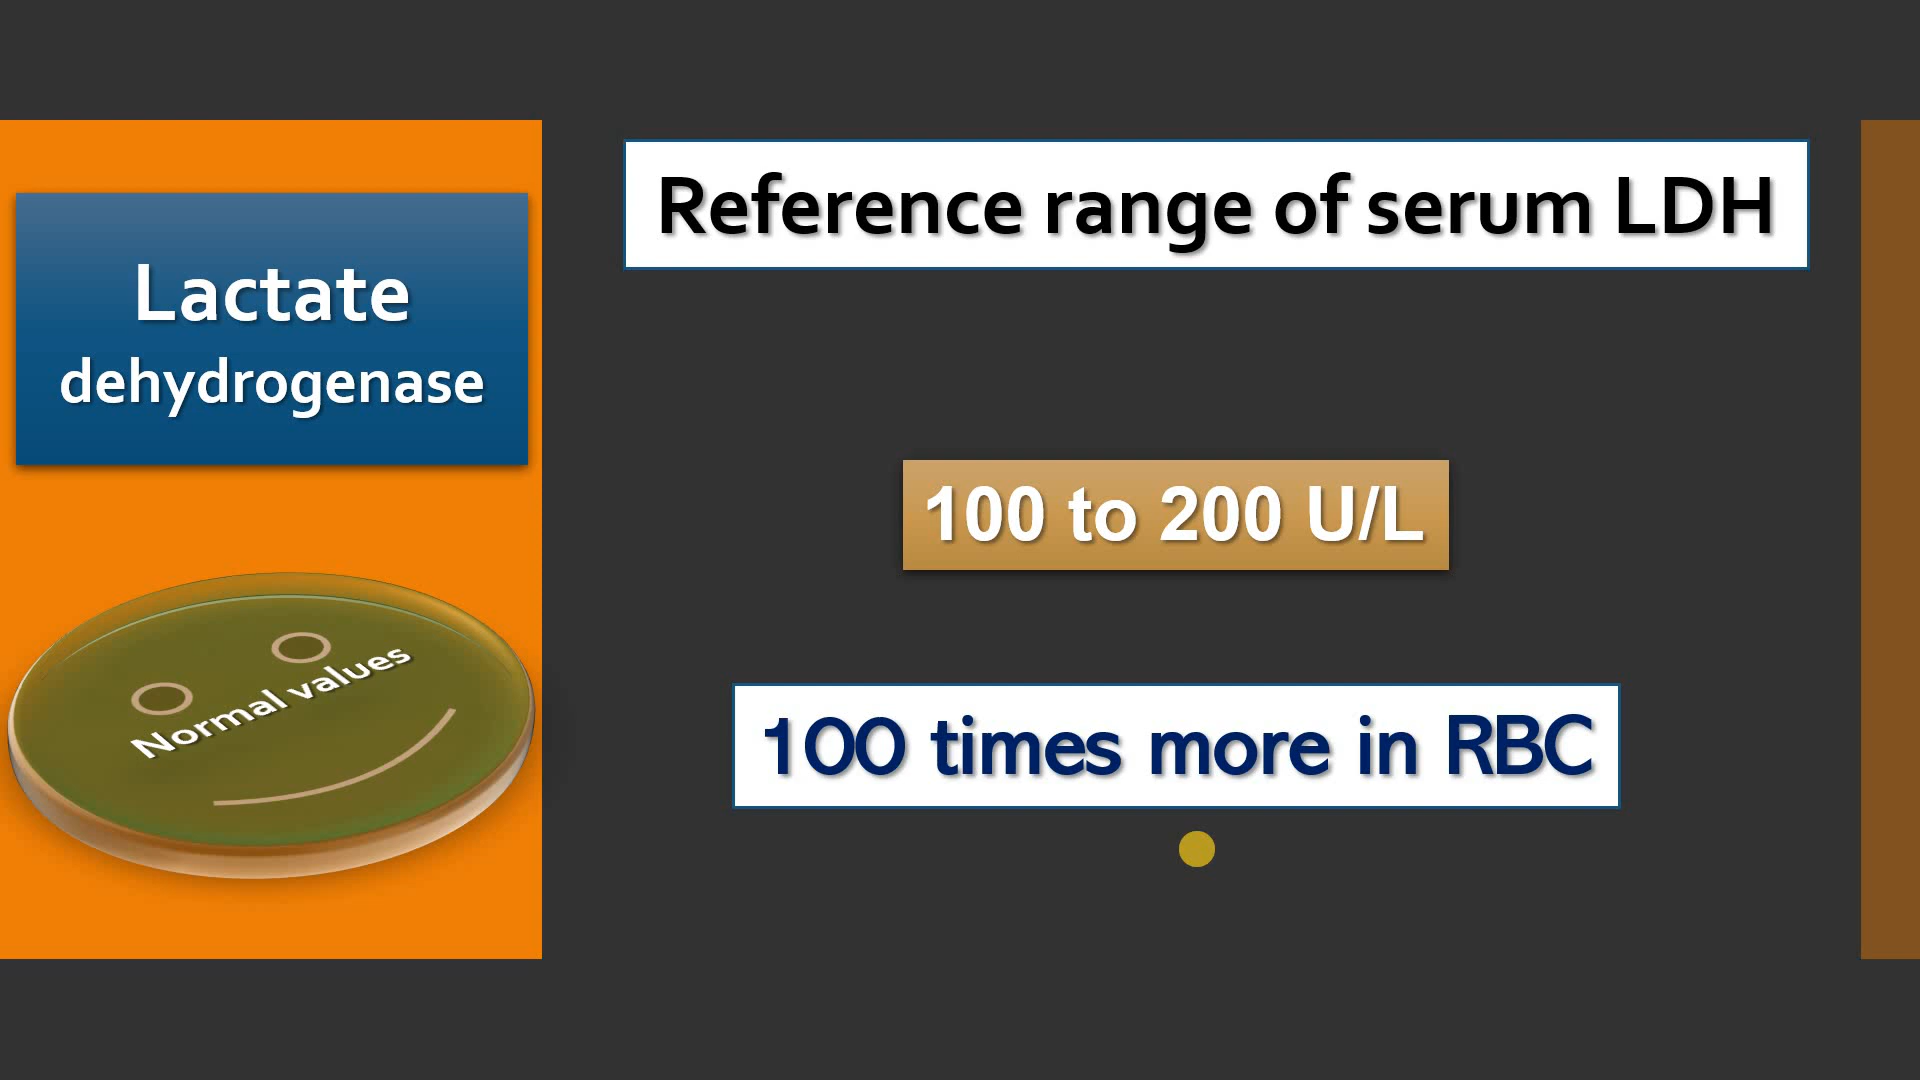 Lactate
dehydrogenase
Normal values
Reference range of serum LDH
100 to 200 U/L
100 times more in RBC